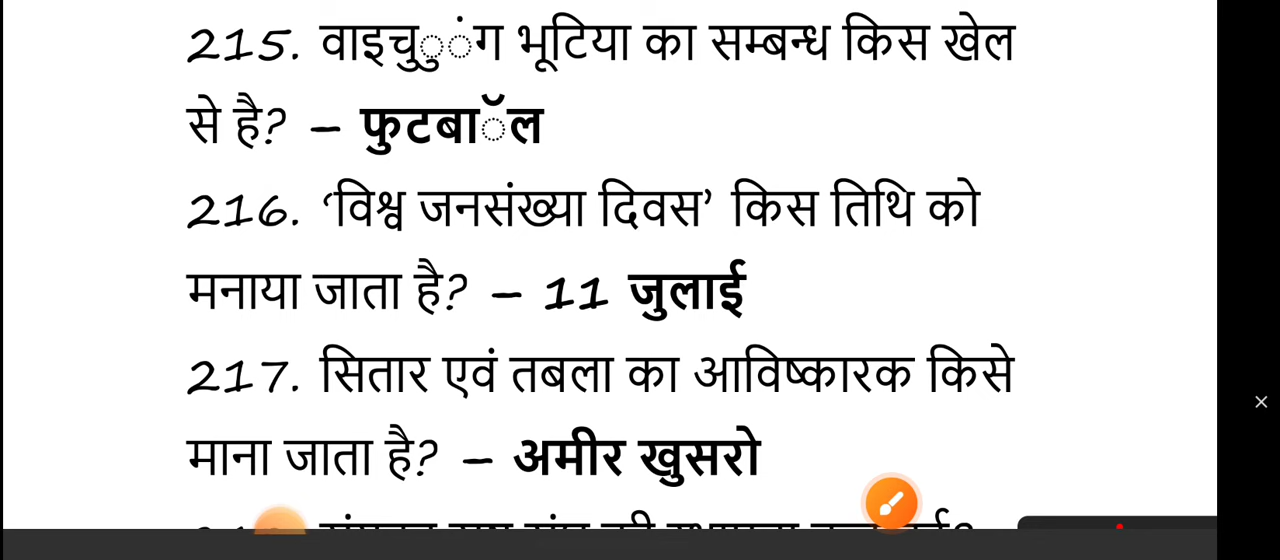 215. वाइचुुंग भूटिया का सम्बन्ध किस खेल
से है? – फुटबाॅल
216. ‘विश्व जनसंख्या दिवस’ किस तिथि को
मनाया जाता है? – 11 जुलाई
217. सितार एवं तबला का आविष्कारक किसे
माना जाता है? – अमीर खुसरो